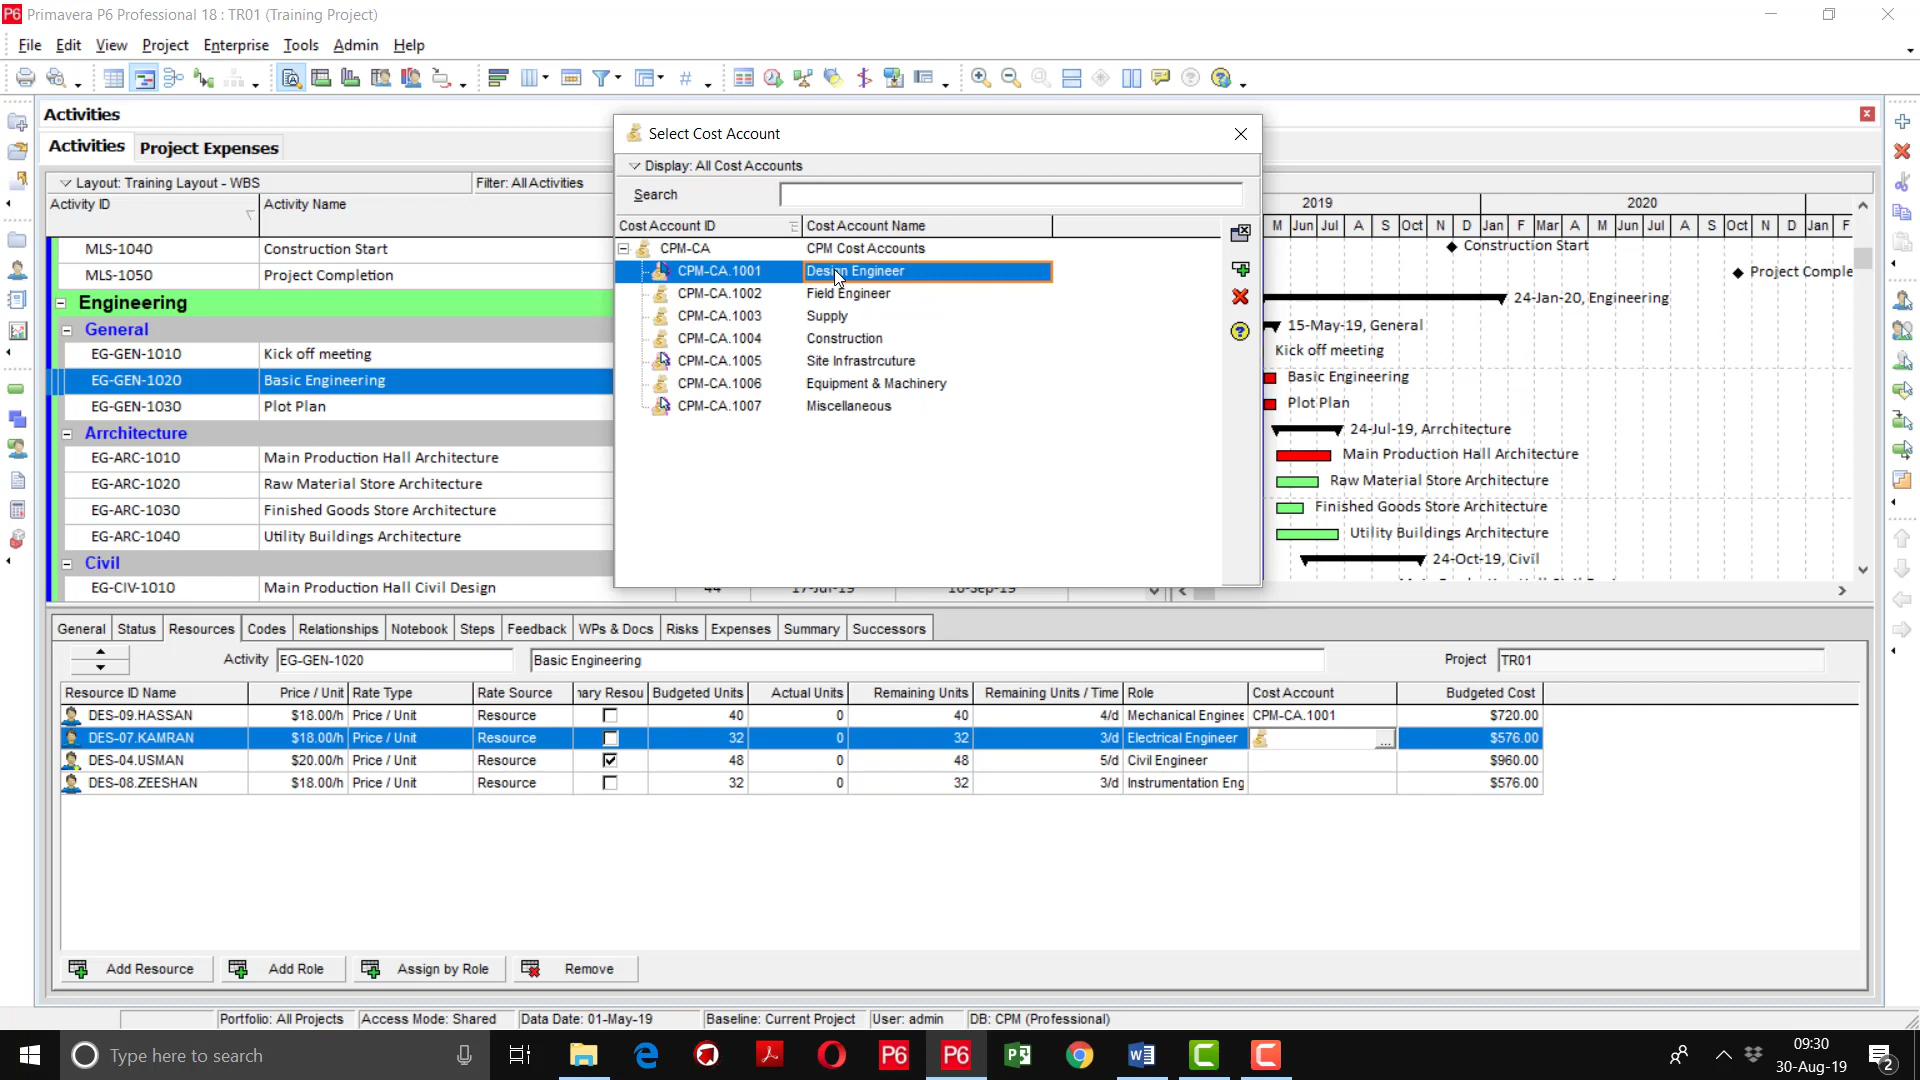 P6 Primavera P6 Professional 18 : TR01 (Training Project)
File Edit View Project Enterprise Tools Admin Help
Activities
Activities Project Expenses
Layout: Training Layout - WBS Filter: All Activities
Activity ID Activity Name
MLS-1040 Construction Start
MLS-1050 Project Completion
Engineering
General
EG-GEN-1010 Kick off meeting
EG-GEN-1020 Basic Engineering
EG-GEN-1030 Plot Plan
Arrchitecture
EG-ARC-1010 Main Production Hall Architecture
EG-ARC-1020 Raw Material Store Architecture
EG-ARC-1030 Finished Goods Store Architecture
EG-ARC-1040 Utility Buildings Architecture
Civil
EG-CIV-1010 Main Production Hall Civil Design
Select Cost Account
Display: All Cost Accounts
Search
Cost Account ID Cost Account Name
CPM-CA CPM Cost Accounts
CPM-CA.1001 Design Engineer
CPM-CA.1002 Field Engineer
CPM-CA.1003 Supply
CPM-CA.1004 Construction
CPM-CA.1005 Site Infrastrcuture
CPM-CA.1006 Equipment & Machinery
CPM-CA.1007 Miscellaneous
2019 2020
M Jun Jul A S Oct N D Jan F Mar A M Jun Jul A S Oct N D Jan F
Construction Start
Project Comple
24-Jan-20, Engineering
15-May-19, General
Kick off meeting
Basic Engineering
Plot Plan
24-Jul-19, Arrchitecture
Main Production Hall Architecture
Raw Material Store Architecture
Finished Goods Store Architecture
Utility Buildings Architecture
24-Oct-19, Civil
General Status Resources Codes Relationships Notebook Steps Feedback WPs & Docs Risks Expenses Summary Successors
Activity EG-GEN-1020 Basic Engineering Project TR01
Resource ID Name Price / Unit Rate Type Rate Source nary Resou Budgeted Units Actual Units Remaining Units Remaining Units / Time Role Cost Account Budgeted Cost
DES-09.HASSAN $18.00/h Price / Unit Resource 40 0 40 4/d Mechanical Enginee CPM-CA.1001 $720.00
DES-07.KAMRAN $18.00/h Price / Unit Resource 32 0 32 3/d Electrical Engineer ... $576.00
DES-04.USMAN $20.00/h Price / Unit Resource 48 0 48 5/d Civil Engineer $960.00
DES-08.ZEESHAN $18.00/h Price / Unit Resource 32 0 32 3/d Instrumentation Eng $576.00
Add Resource Add Role Assign by Role Remove
Portfolio: All Projects Access Mode: Shared Data Date: 01-May-19 Baseline: Current Project User: admin DB: CPM (Professional)
Type here to search
P6 P6
09:30
30-Aug-19
2